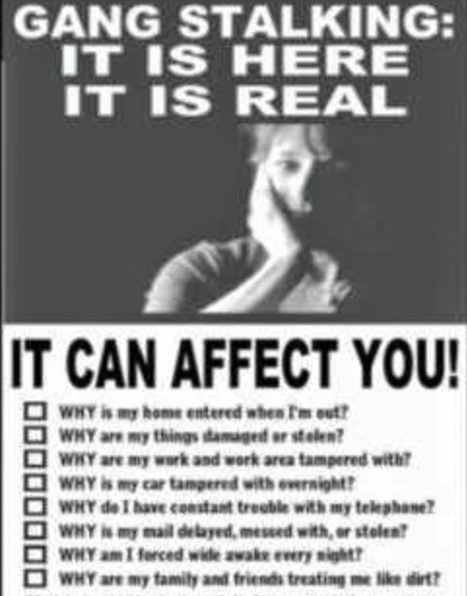 GANG STALKING:
IT IS HERE
IT IS REAL
IT CAN AFFECT YOU!
WHY is my home entered when I'm out?
WHY are my things damaged or stolen?
WHY are my work and work area tampered with?
WHY is my car tampered with overnight?
WHY do I have constant trouble with my telephone?
WHY is my mail delayed, messed with, or stolen?
WHY am I forced wide awake every night?
WHY are my family and friends treating me like dirt?